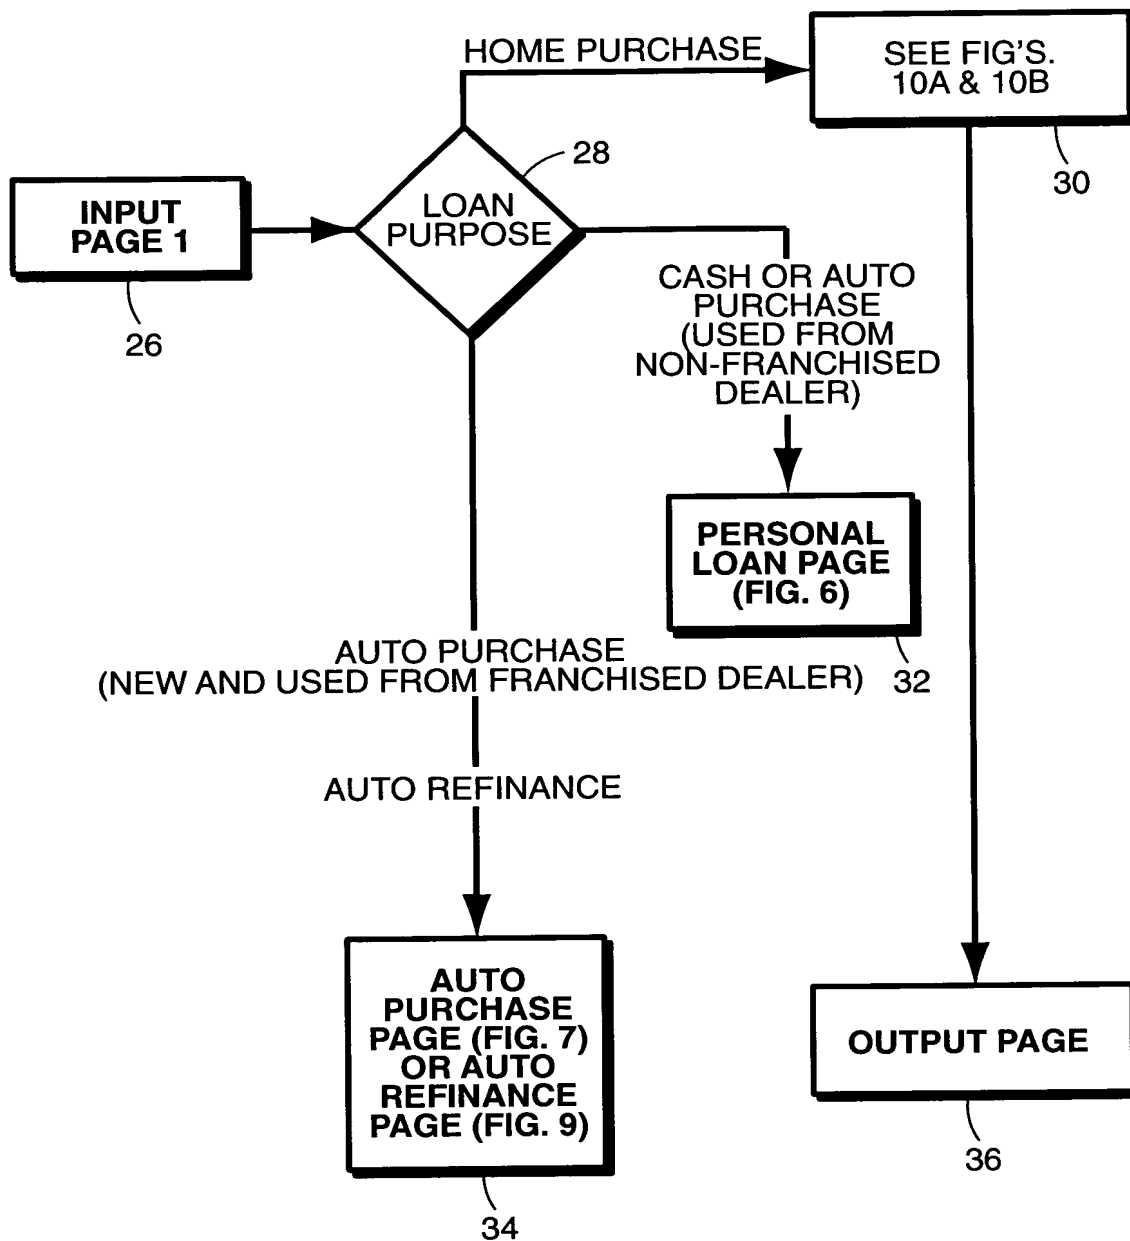 HOME PURCHASE
SEE FIG'S.
10A & 10B
30
28
INPUT
PAGE 1
26
LOAN
PURPOSE
CASH OR AUTO
PURCHASE
(USED FROM
NON-FRANCHISED
DEALER)
PERSONAL
LOAN PAGE
(FIG. 6)
32
AUTO PURCHASE
(NEW AND USED FROM FRANCHISED DEALER)
AUTO REFINANCE
AUTO
PURCHASE
PAGE (FIG. 7)
OR AUTO
REFINANCE
PAGE (FIG. 9)
34
OUTPUT PAGE
36